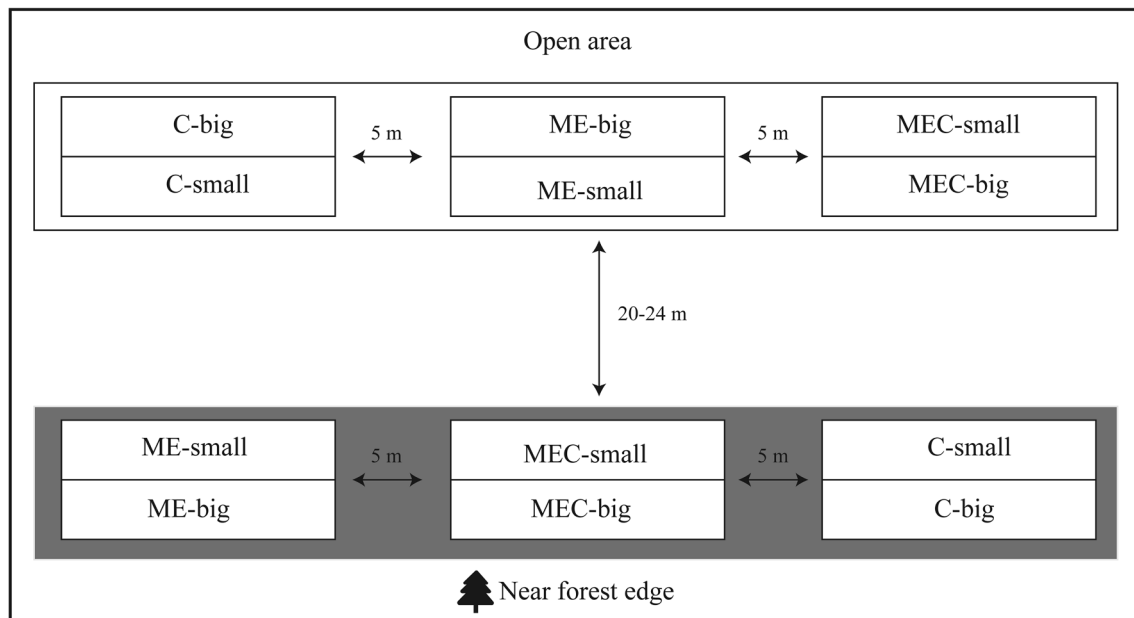 Open area
C-big
C-small
5 m
ME-big
ME-small
5 m
MEC-small
MEC-big
20-24 m
ME-small
ME-big
5 m
MEC-small
MEC-big
5 m
C-small
C-big
Near forest edge